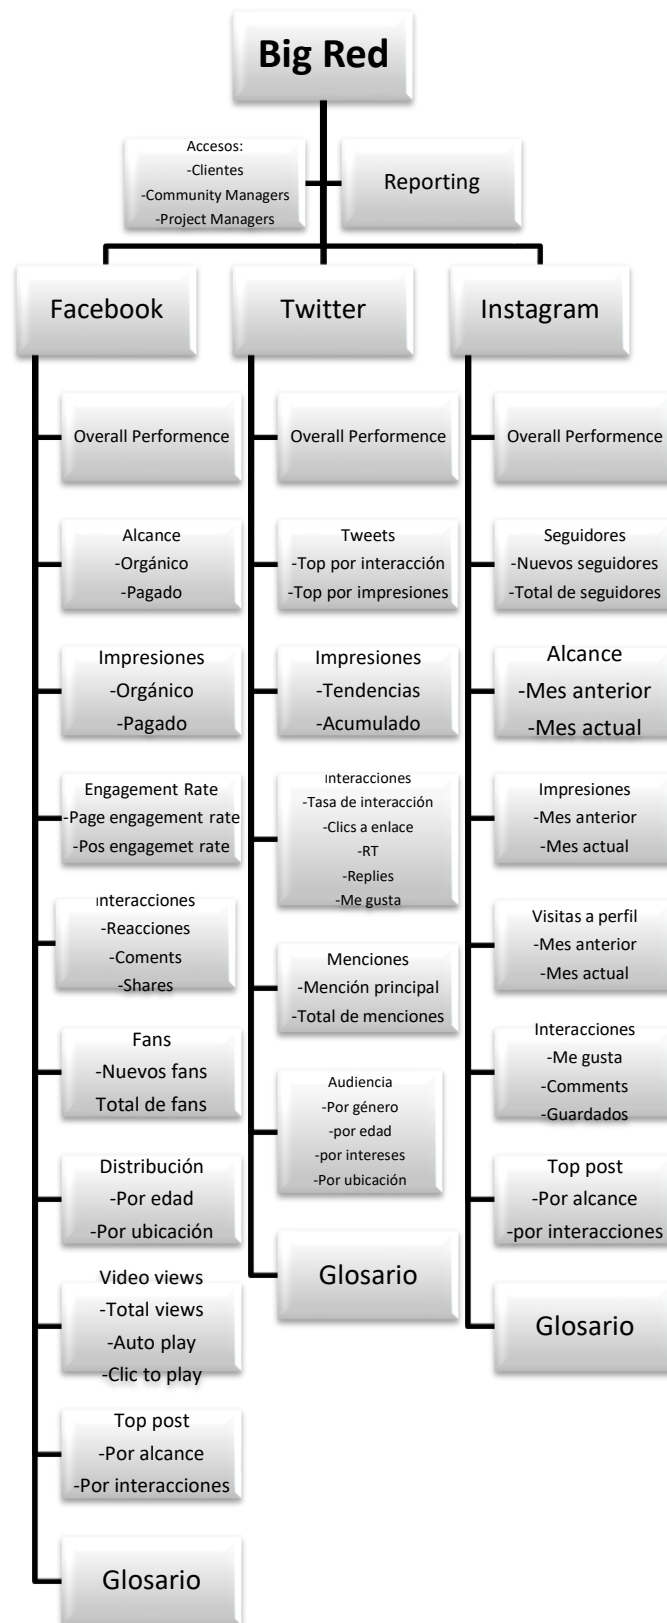 Big Red
Accesos:
-Clientes
-Community Managers
-Project Managers
Reporting
Facebook
Overall Performence
Alcance
-Orgánico
-Pagado
Impresiones
-Orgánico
-Pagado
Engagement Rate
-Page engagement rate
-Pos engagemet rate
Interacciones
-Reacciones
-Coments
-Shares
Fans
-Nuevos fans
Total de fans
Distribución
-Por edad
-Por ubicación
Video views
-Total views
-Auto play
-Clic to play
Top post
-Por alcance
-Por interacciones
Glosario
Twitter
Overall Performence
Tweets
-Top por interacción
-Top por impresiones
Impresiones
-Tendencias
-Acumulado
Interacciones
-Tasa de interacción
-Clics a enlace
-RT
-Replies
-Me gusta
Menciones
-Mención principal
-Total de menciones
Audiencia
-Por género
-por edad
-por intereses
-Por ubicación
Glosario
Instagram
Overall Performence
Seguidores
-Nuevos seguidores
-Total de seguidores
Alcance
-Mes anterior
-Mes actual
Impresiones
-Mes anterior
-Mes actual
Visitas a perfil
-Mes anterior
-Mes actual
Interacciones
-Me gusta
-Comments
-Guardados
Top post
-Por alcance
-por interacciones
Glosario